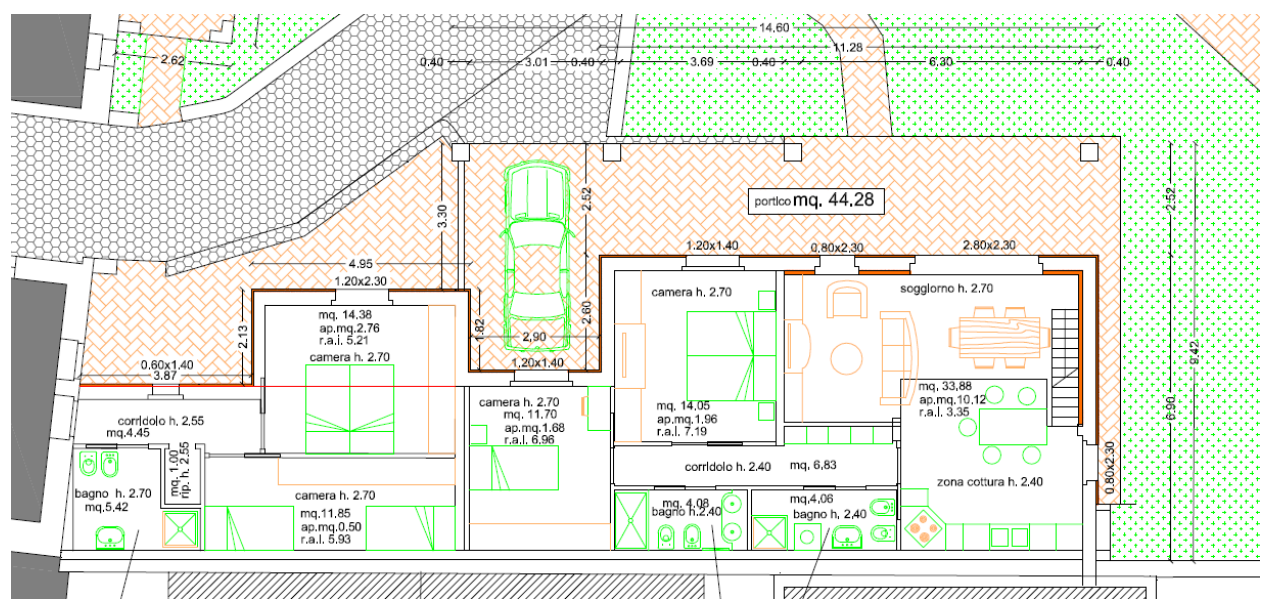 14.60
11.28
2.62
0.40
3.01
0.40
3.69
0.40
6.30
0.40
portico mq. 44.28
2.52
2.52
3.30
4.95
1.20x2.30
1.20x1.40
0.80x2.30
2.80x2.30
camera h. 2.70
soggiorno h. 2.70
mq. 14.38
ap.mq.2.76
r.a.i. 5.21
camera h. 2.70
2.13
1.82
2.60
2.90
0.60x1.40
3.87
1.20x1.40
9.42
6.90
camera h. 2.70
mq. 11.70
ap.mq.1.68
r.a.i. 6.96
mq. 14.05
ap.mq.1.96
r.a.i. 7.19
mq. 33.88
ap.mq.10.12
r.a.i. 3.35
corridoio h. 2.55
mq.4.45
mq. 1.00
rip. h. 2.55
corridoio h. 2.40
mq. 6.83
zona cottura h. 2.40
0.80x2.30
bagno h. 2.70
mq.5.42
camera h. 2.70
mq.11.85
ap.mq.0.50
r.a.i. 5.93
mq. 4.08
bagno h.2.40
mq.4.06
bagno h. 2.40